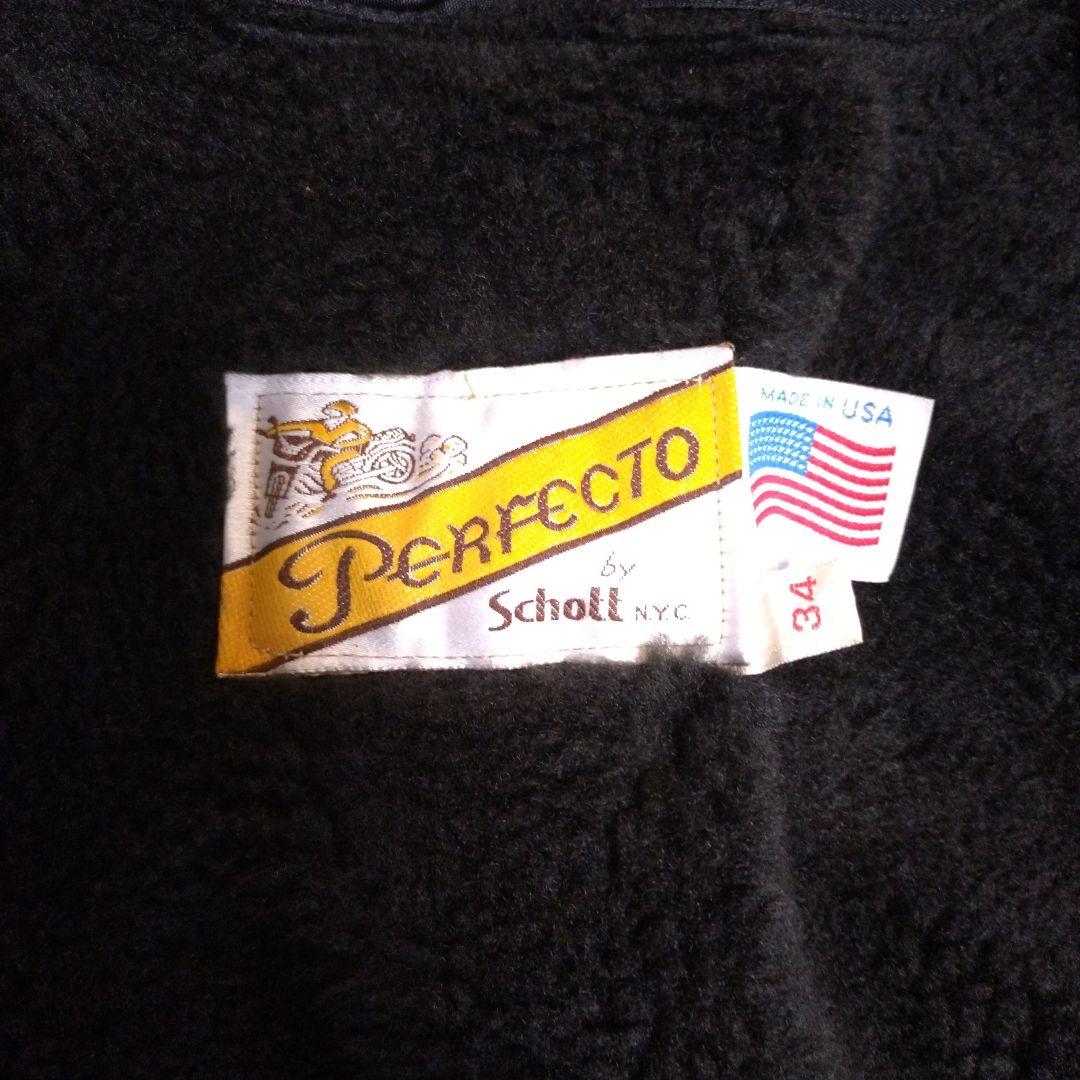 PERFECTO
by
Schott N.Y.C.
MADE IN USA
34